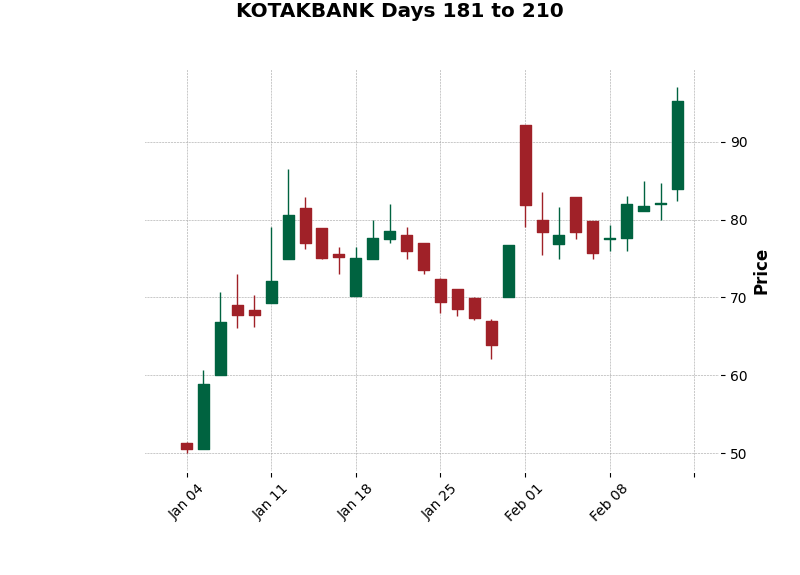 KOTAKBANK Days 181 to 210
90
80
70
60
50
Price
Jan 04
Jan 11
Jan 18
Jan 25
Feb 01
Feb 08